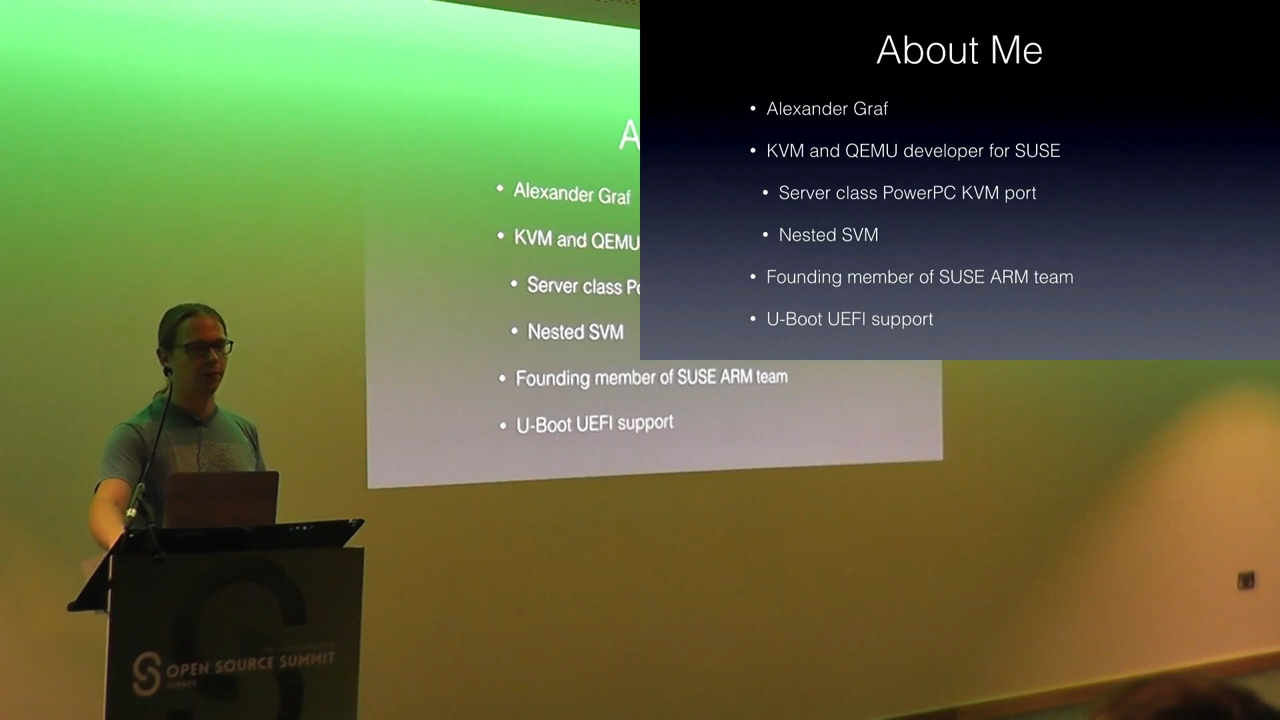 About Me
• Alexander Graf
• KVM and QEMU developer for SUSE
• Server class PowerPC KVM port
• Nested SVM
• Founding member of SUSE ARM team
• U-Boot UEFI support
A
• Alexander Graf
• KVM and QEMU
• Server class Po
• Nested SVM
• Founding member of SUSE ARM team
• U-Boot UEFI support
OPEN SOURCE SUMMIT
EUROPE